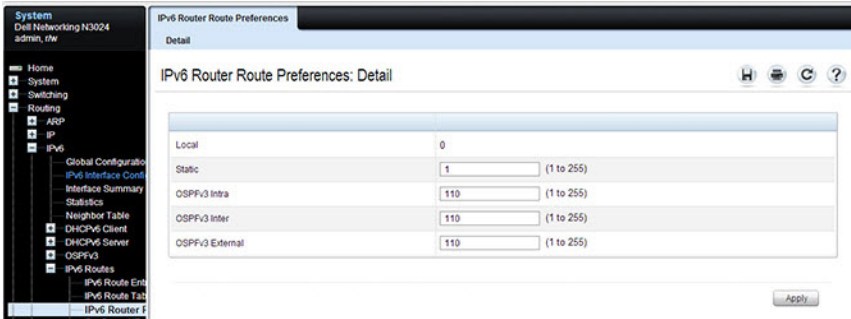 System
Dell Networking N3024
admin, r/w
Home
System
Switching
Routing
ARP
IP
IPv6
Global Configuratio
IPv6 Interface Confi
Interface Summary
Statistics
Neighbor Table
DHCPv6 Client
DHCPv6 Server
OSPFv3
IPv6 Routes
IPv6 Route Ent
IPv6 Route Tab
IPv6 Router P
IPv6 Router Route Preferences
Detail
IPv6 Router Route Preferences: Detail
?
Local 0
Static 1 (1 to 255)
OSPFv3 Intra 110 (1 to 255)
OSPFv3 Inter 110 (1 to 255)
OSPFv3 External 110 (1 to 255)
Apply